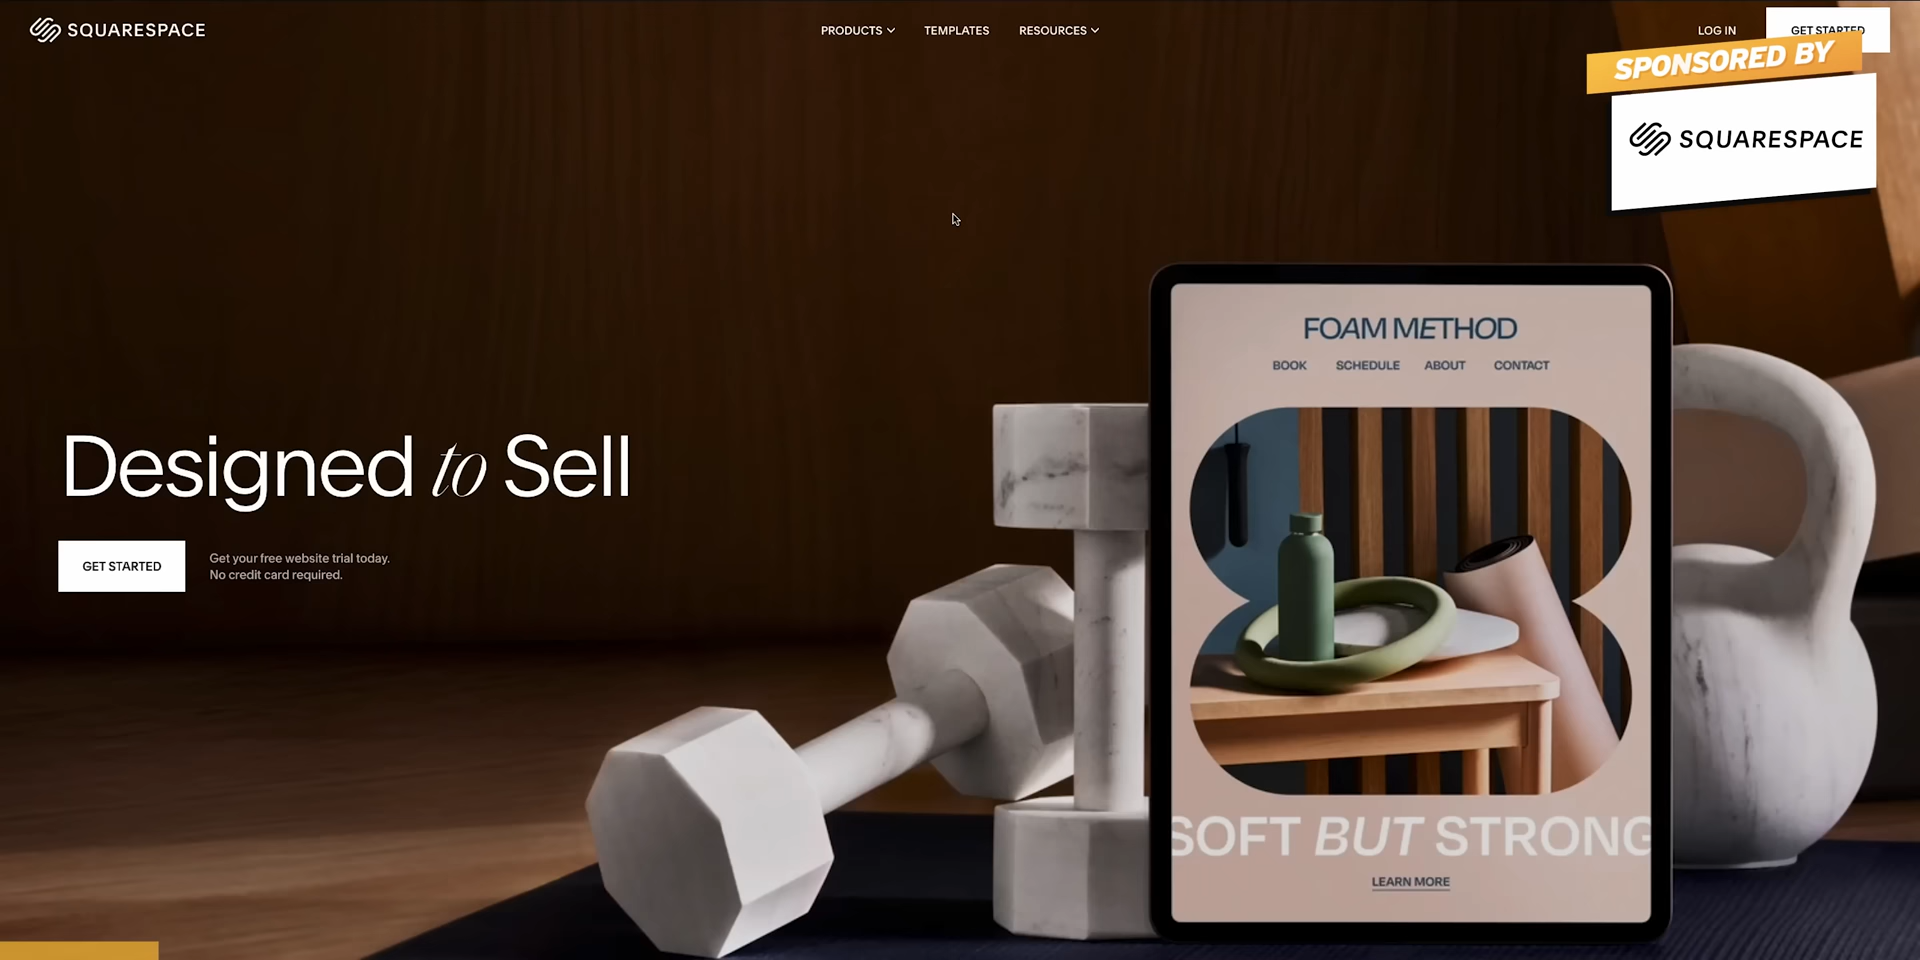 SQUARESPACE
PRODUCTS
TEMPLATES
RESOURCES
LOG IN
GET STARTED
SPONSORED BY
SQUARESPACE
FOAM METHOD
BOOK
SCHEDULE
ABOUT
CONTACT
Designed to Sell
GET STARTED
Get your free website trial today.
No credit card required.
SOFT BUT STRONG
LEARN MORE